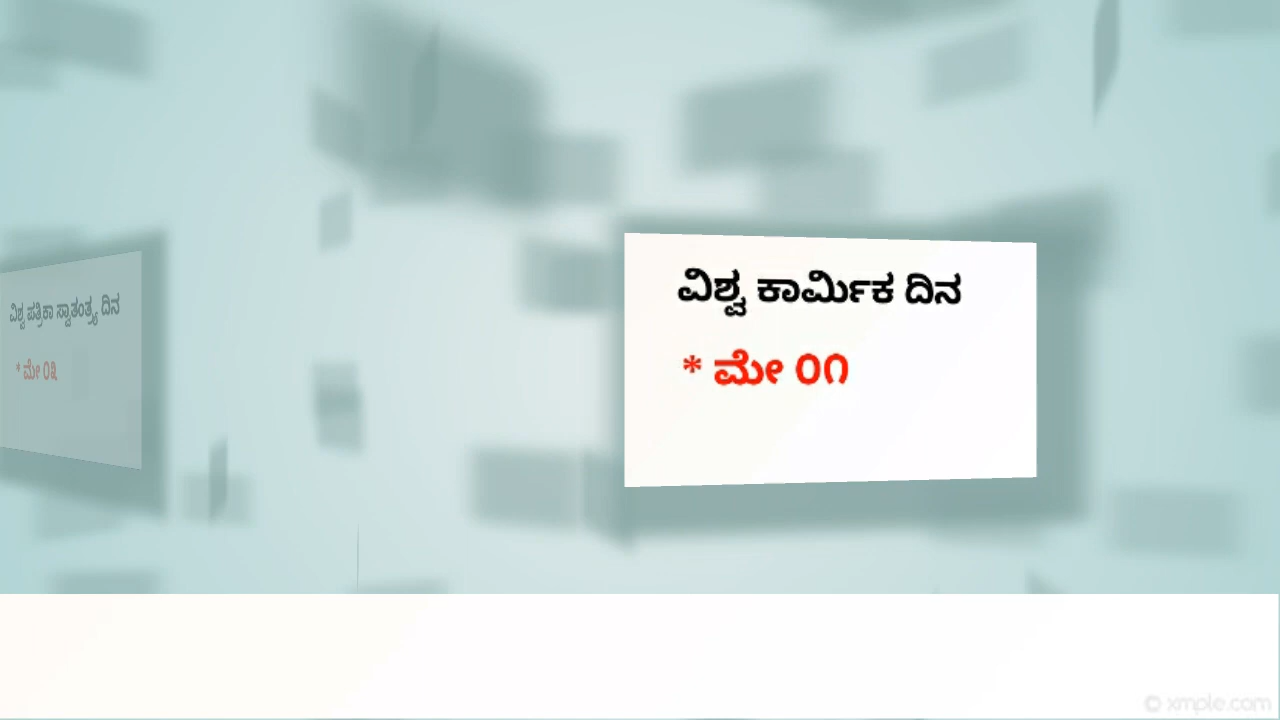 ವಿಶ್ವ ಪತ್ರಿಕಾ ಸ್ವಾತಂತ್ರ್ಯ ದಿನ
* ಮೇ ೦೩
ವಿಶ್ವ ಕಾರ್ಮಿಕ ದಿನ
* ಮೇ ೦೧
© xmple.com